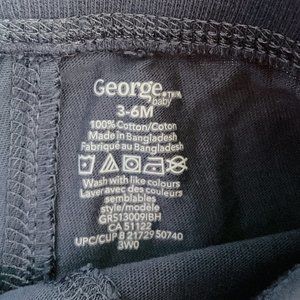 George.™
baby
3-6M
100% Cotton/Coton
Made in Bangladesh
Fabriqué au Bangladesh
Wash with like colours
Laver avec des couleurs
semblables
style/modèle
GRS13009IBH
CA 51122
UPC/CUP 8 21729 50740
3W0